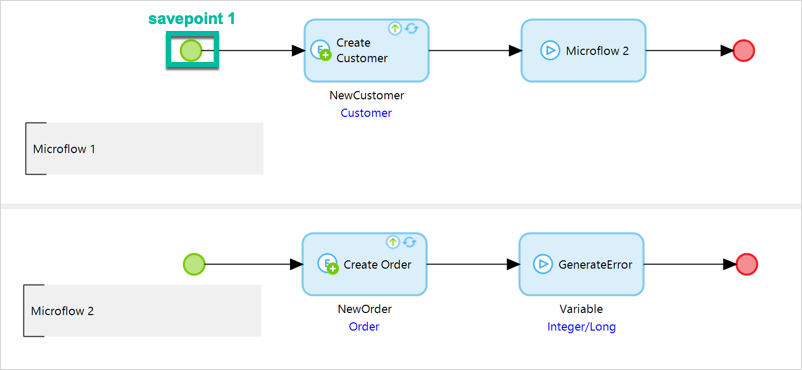 savepoint 1
Create
Customer
Microflow 2
NewCustomer
Customer
Microflow 1
Create Order
GenerateError
Microflow 2
NewOrder
Variable
Order
Integer/Long